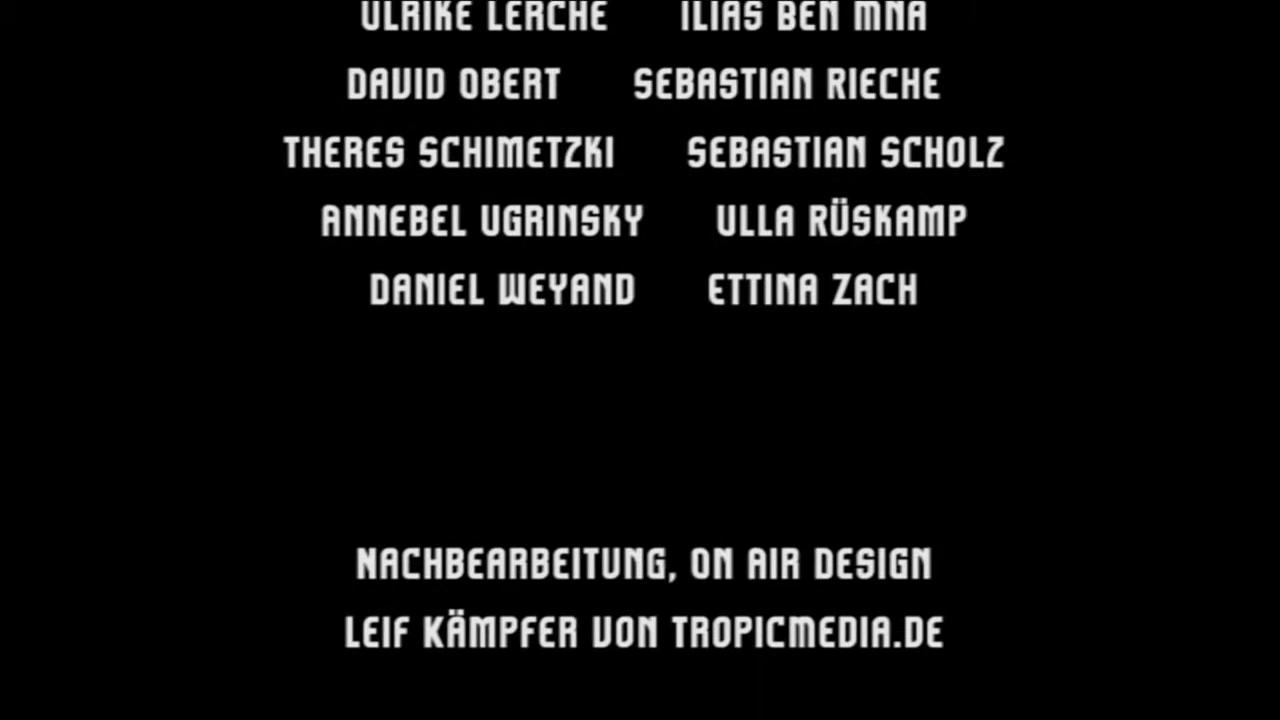 ULRIKE LERCHE ILIAS BEN MNA
DAVID OBERT SEBASTIAN RIECHE
THERES SCHIMETZKI SEBASTIAN SCHOLZ
ANNEBEL UGRINSKY ULLA RÜSKAMP
DANIEL WEYAND ETTINA ZACH
NACHBEARBEITUNG, ON AIR DESIGN
LEIF KÄMPFER VON TROPICMEDIA.DE